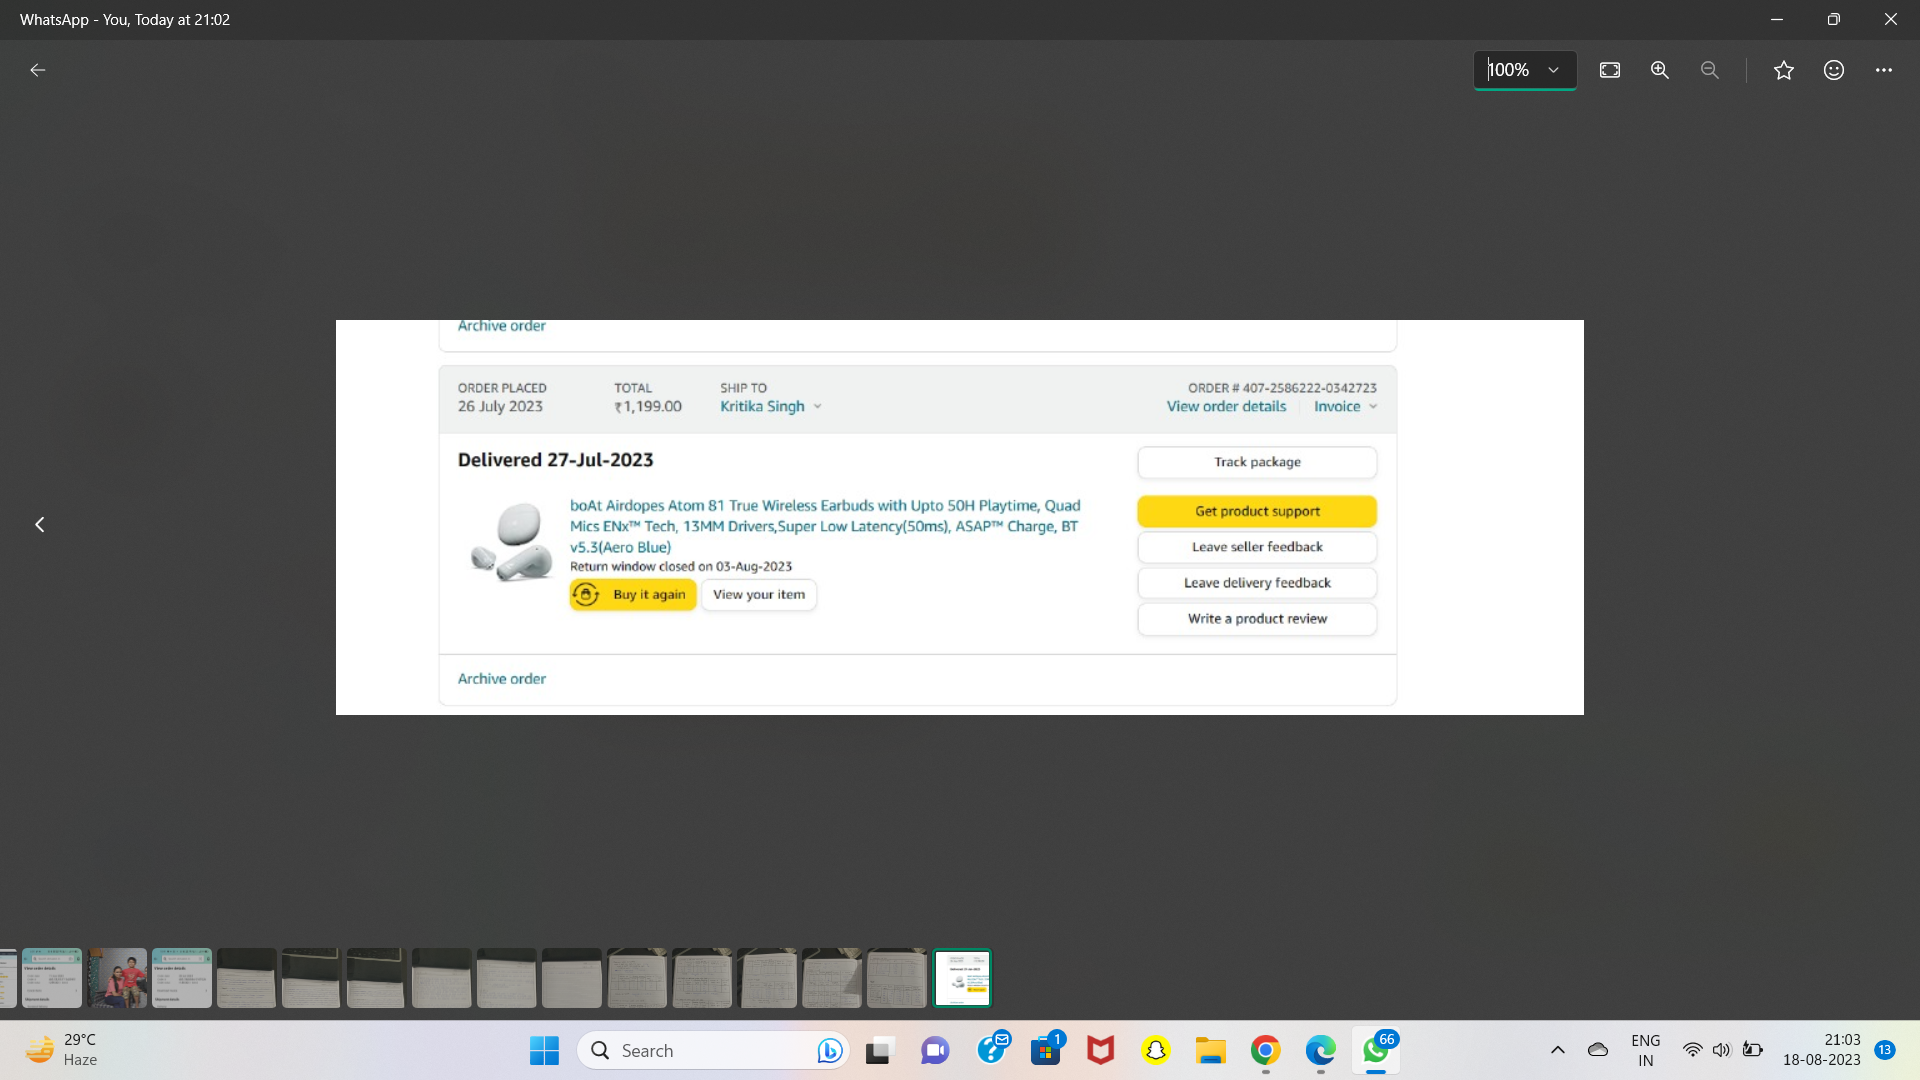 WhatsApp - You, Today at 21:02
100%
Archive order
ORDER PLACED
26 July 2023
TOTAL
₹1,199.00
SHIP TO
Kritika Singh
ORDER # 407-2586222-0342723
View order details
Invoice
Delivered 27-Jul-2023
boAt Airdopes Atom 81 True Wireless Earbuds with Upto 50H Playtime, Quad
Mics ENx™ Tech, 13MM Drivers,Super Low Latency(50ms), ASAP™ Charge, BT
v5.3(Aero Blue)
Return window closed on 03-Aug-2023
Buy it again
View your item
Track package
Get product support
Leave seller feedback
Leave delivery feedback
Write a product review
Archive order
29°C
Haze
Search
1
66
ENG
IN
21:03
18-08-2023
13